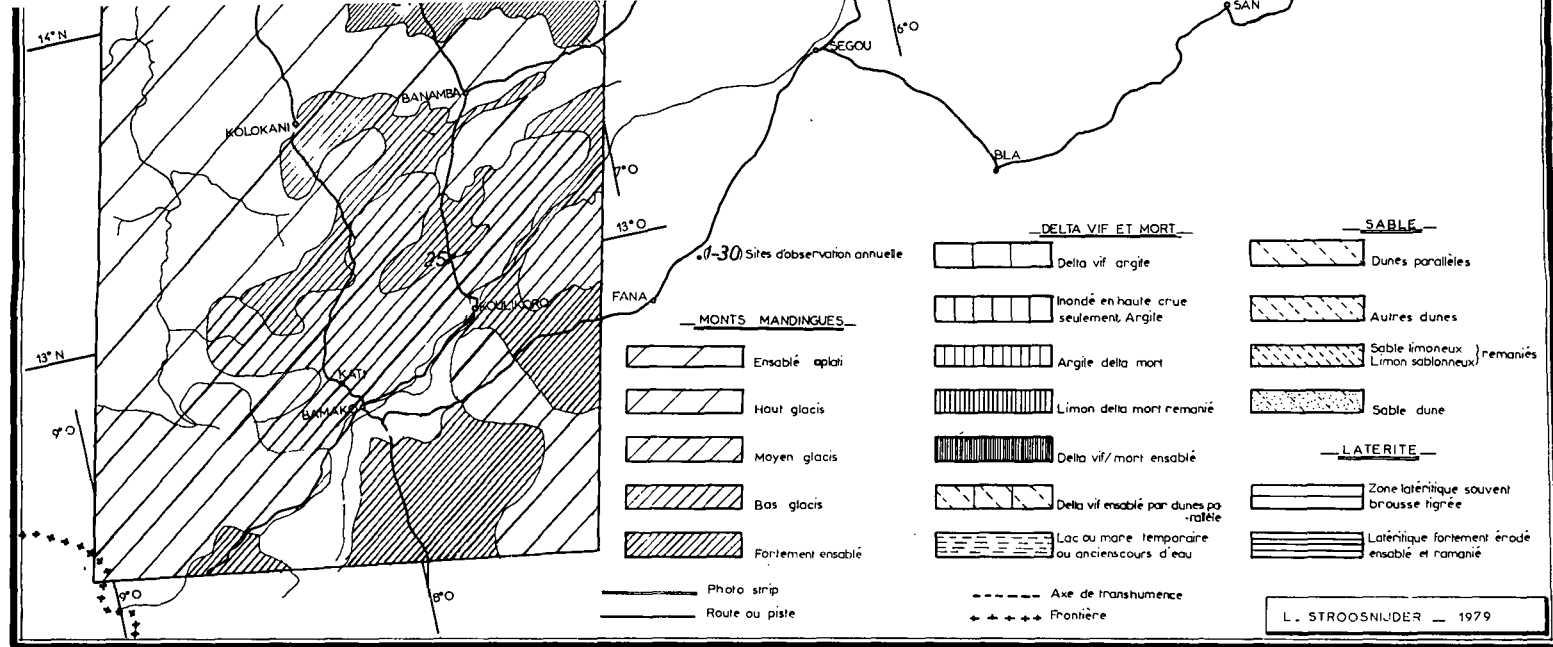 14° N
6° O
SAN
SEGOU
BANAMBA
KOLOKANI
BLA
7° O
13° O
25
KOULIKORO
FANA
13° N
KATI
BAMAKO
9° O
9° O
8° O
.(1-30) Sites d'observation annuelle
MONTS MANDINGUES
Ensablé aplati
Haut glacis
Moyen glacis
Bas glacis
Fortement ensablé
DELTA VIF ET MORT
Delta vif argite
Inondé en haute crue
seulement, Argile
Argile delta mort
Limon delta mort remanié
Delta vif/mort ensablé
Delta vif ensablé par dunes pa-
-rallèle
Lac ou mare temporaire
ou anciens cours d'eau
SABLE
Dunes parallèles
Autres dunes
Sable limoneux
Limon sablonneux } remaniés
Sable dune
LATERITE
Zone latéritique souvent
brousse tigrée
Latéritique fortement érodé
ensablé et ramanié
Photo strip
Route ou piste
Axe de transhumence
Frontière
L. STROOSNIJDER _ 1979